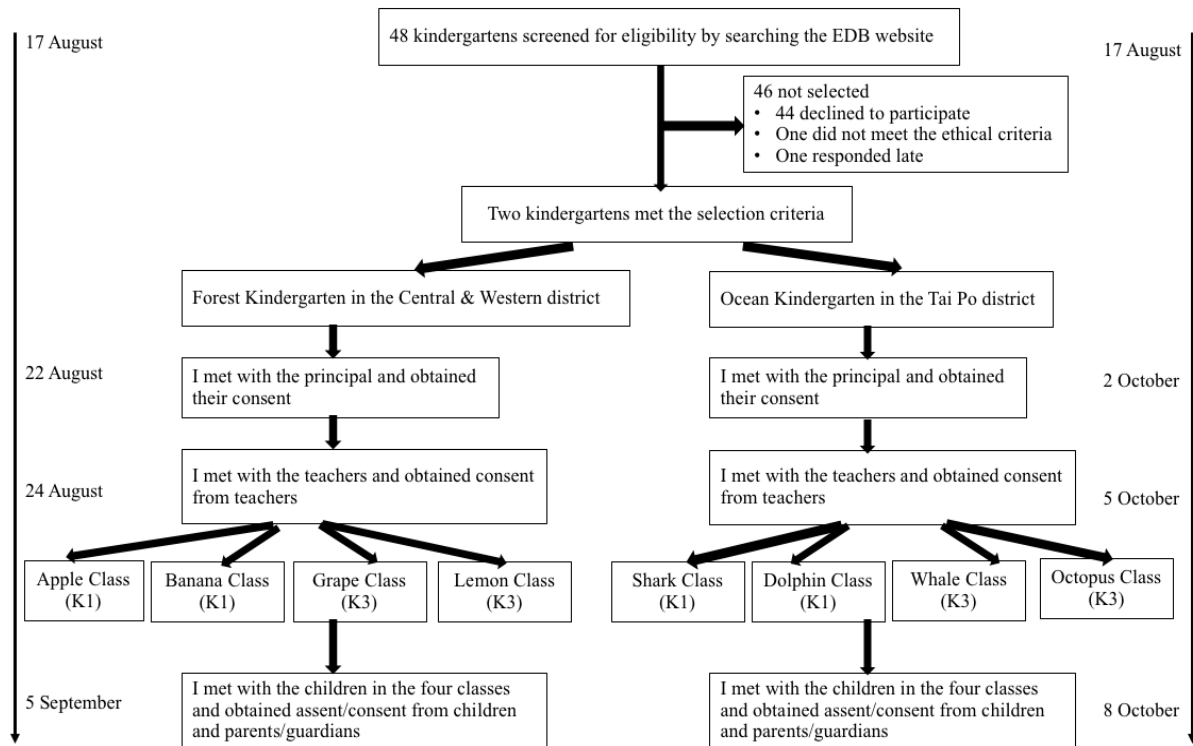 17 August
48 kindergartens screened for eligibility by searching the EDB website
17 August
46 not selected
• 44 declined to participate
• One did not meet the ethical criteria
• One responded late
Two kindergartens met the selection criteria
Forest Kindergarten in the Central & Western district
Ocean Kindergarten in the Tai Po district
22 August
I met with the principal and obtained
their consent
I met with the principal and obtained
their consent
2 October
24 August
I met with the teachers and obtained consent
from teachers
I met with the teachers and obtained consent
from teachers
5 October
Apple Class
(K1)
Banana Class
(K1)
Grape Class
(K3)
Lemon Class
(K3)
Shark Class
(K1)
Dolphin Class
(K1)
Whale Class
(K3)
Octopus Class
(K3)
5 September
I met with the children in the four classes
and obtained assent/consent from children
and parents/guardians
I met with the children in the four classes
and obtained assent/consent from children
and parents/guardians
8 October